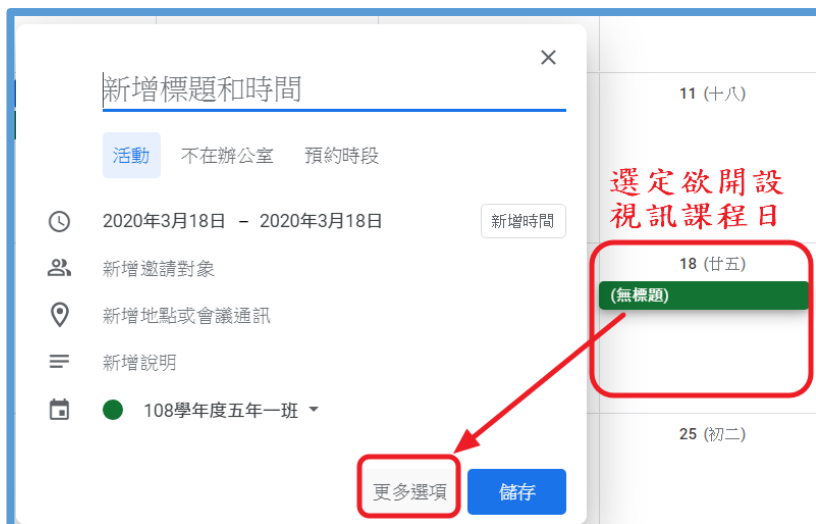 新增標題和時間
活動 不在辦公室 預約時段
2020年3月18日 – 2020年3月18日 新增時間
新增邀請對象
新增地點或會議通訊
新增說明
108學年度五年一班
更多選項 儲存
11 (十八)
選定欲開設
視訊課程日
18 (廿五)
(無標題)
25 (初二)